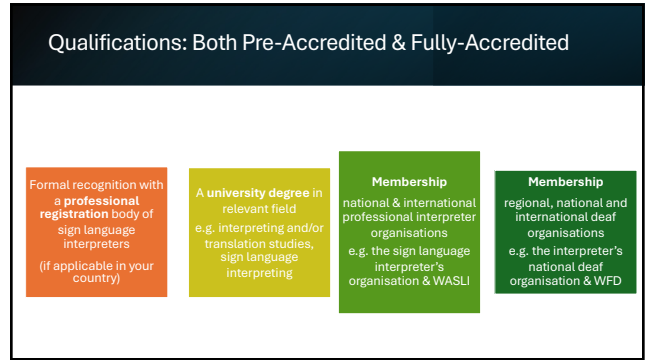 Qualifications: Both Pre-Accredited & Fully-Accredited
Formal recognition with
a professional
registration body of
sign language
interpreters
(if applicable in your
country)
A university degree in
relevant field
e.g. interpreting and/or
translation studies,
sign language
interpreting
Membership
national & international
professional interpreter
organisations
e.g. the sign language
interpreter's
organisation & WASLI
Membership
regional, national and
international deaf
organisations
e.g. the interpreter's
national deaf
organisation & WFD